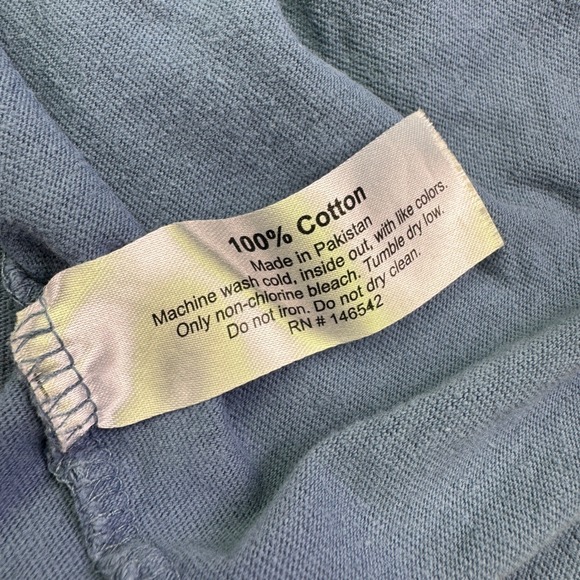 100% Cotton
Made in Pakistan
Machine wash cold, inside out, with like colors.
Only non-chlorine bleach. Tumble dry low.
Do not iron. Do not dry clean.
RN # 146542